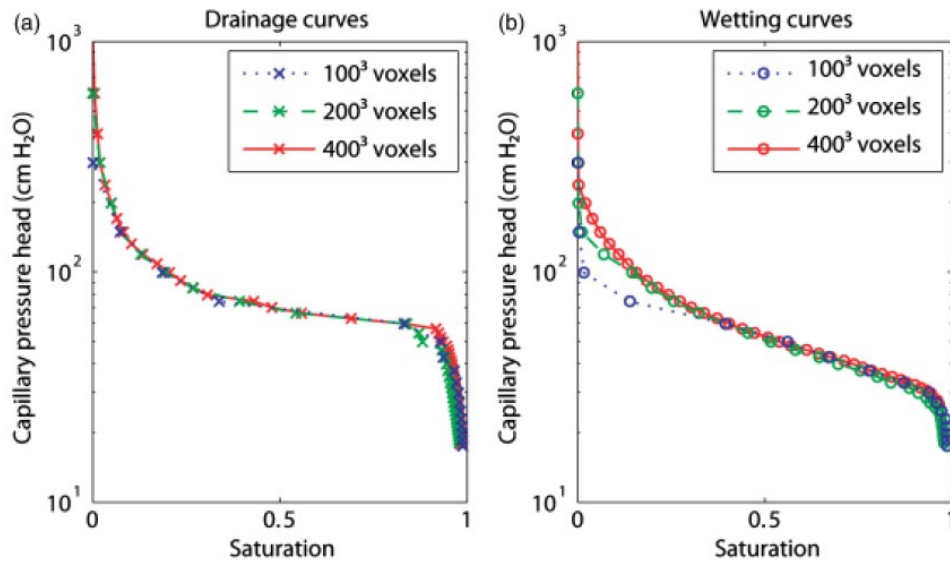 (a) Drainage curves
10³
100³ voxels
200³ voxels
400³ voxels
Capillary pressure head (cm H₂O)
10²
10¹
0 0.5 1
Saturation
(b) Wetting curves
10³
100³ voxels
200³ voxels
400³ voxels
Capillary pressure head (cm H₂O)
10²
10¹
0 0.5 1
Saturation